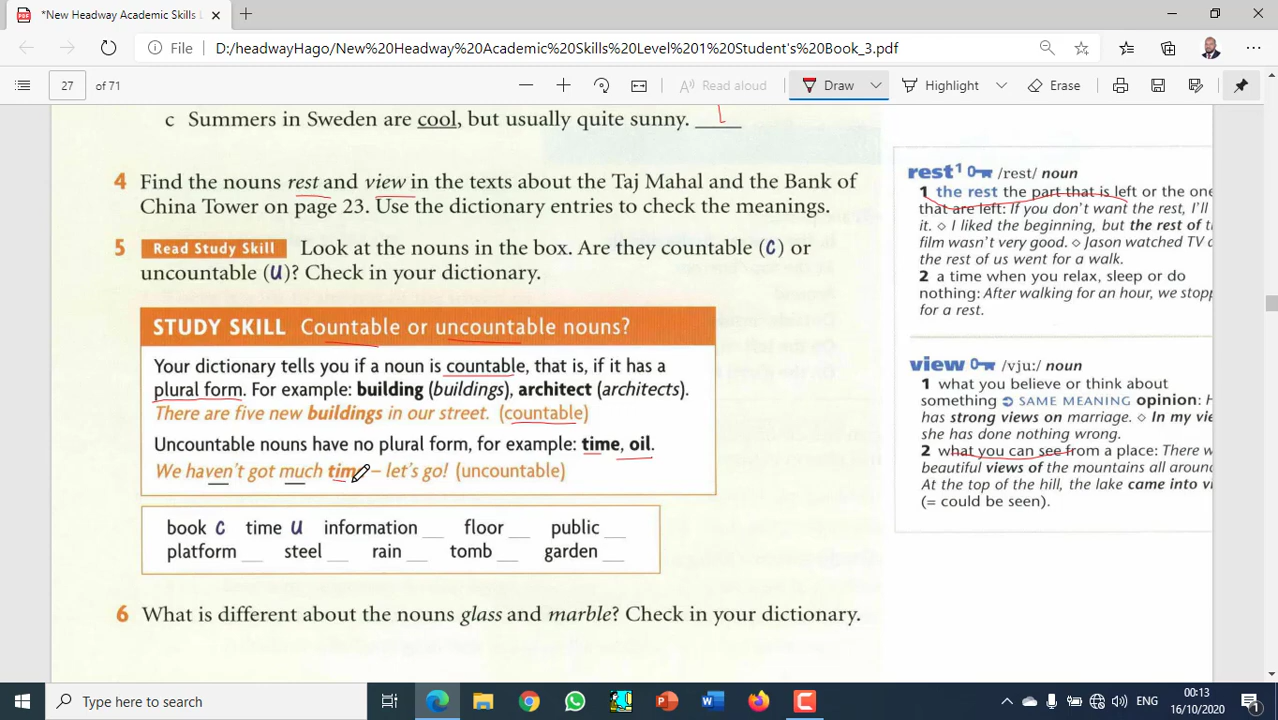 *New Headway Academic Skills L
File
D:/headwayHago/New%20Headway%20Academic%20Skills%20Level%201%20Student's%20Book_3.pdf
27 of 71
Read aloud
Draw
Highlight
Erase
c Summers in Sweden are cool, but usually quite sunny.
4 Find the nouns rest and view in the texts about the Taj Mahal and the Bank of
China Tower on page 23. Use the dictionary entries to check the meanings.
5 Read Study Skill Look at the nouns in the box. Are they countable (C) or
uncountable (U)? Check in your dictionary.
STUDY SKILL Countable or uncountable nouns?
Your dictionary tells you if a noun is countable, that is, if it has a
plural form. For example: building (buildings), architect (architects).
There are five new buildings in our street. (countable)
Uncountable nouns have no plural form, for example: time, oil.
We haven't got much tim – let's go! (uncountable)
book C time U information __ floor __ public __
platform __ steel __ rain __ tomb __ garden __
6 What is different about the nouns glass and marble? Check in your dictionary.
rest¹ /rest/ noun
1 the rest the part that is left or the one
that are left: If you don't want the rest, I'll
it. ◇ I liked the beginning, but the rest of t
film wasn't very good. ◇ Jason watched TV a
the rest of us went for a walk.
2 a time when you relax, sleep or do
nothing: After walking for an hour, we stopp
for a rest.
view /vjuː/ noun
1 what you believe or think about
something SAME MEANING opinion:
has strong views on marriage. ◇ In my vie
she has done nothing wrong.
2 what you can see from a place: There w
beautiful views of the mountains all aroun
At the top of the hill, the lake came into vi
(= could be seen).
Type here to search
ENG
00:13
16/10/2020